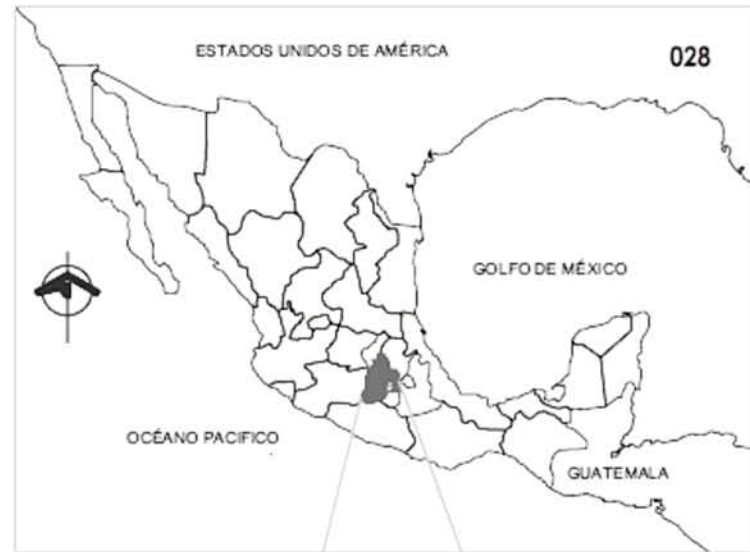 ESTADOS UNIDOS DE AMÉRICA
028
GOLFO DE MÉXICO
OCÉANO PACIFICO
GUATEMALA